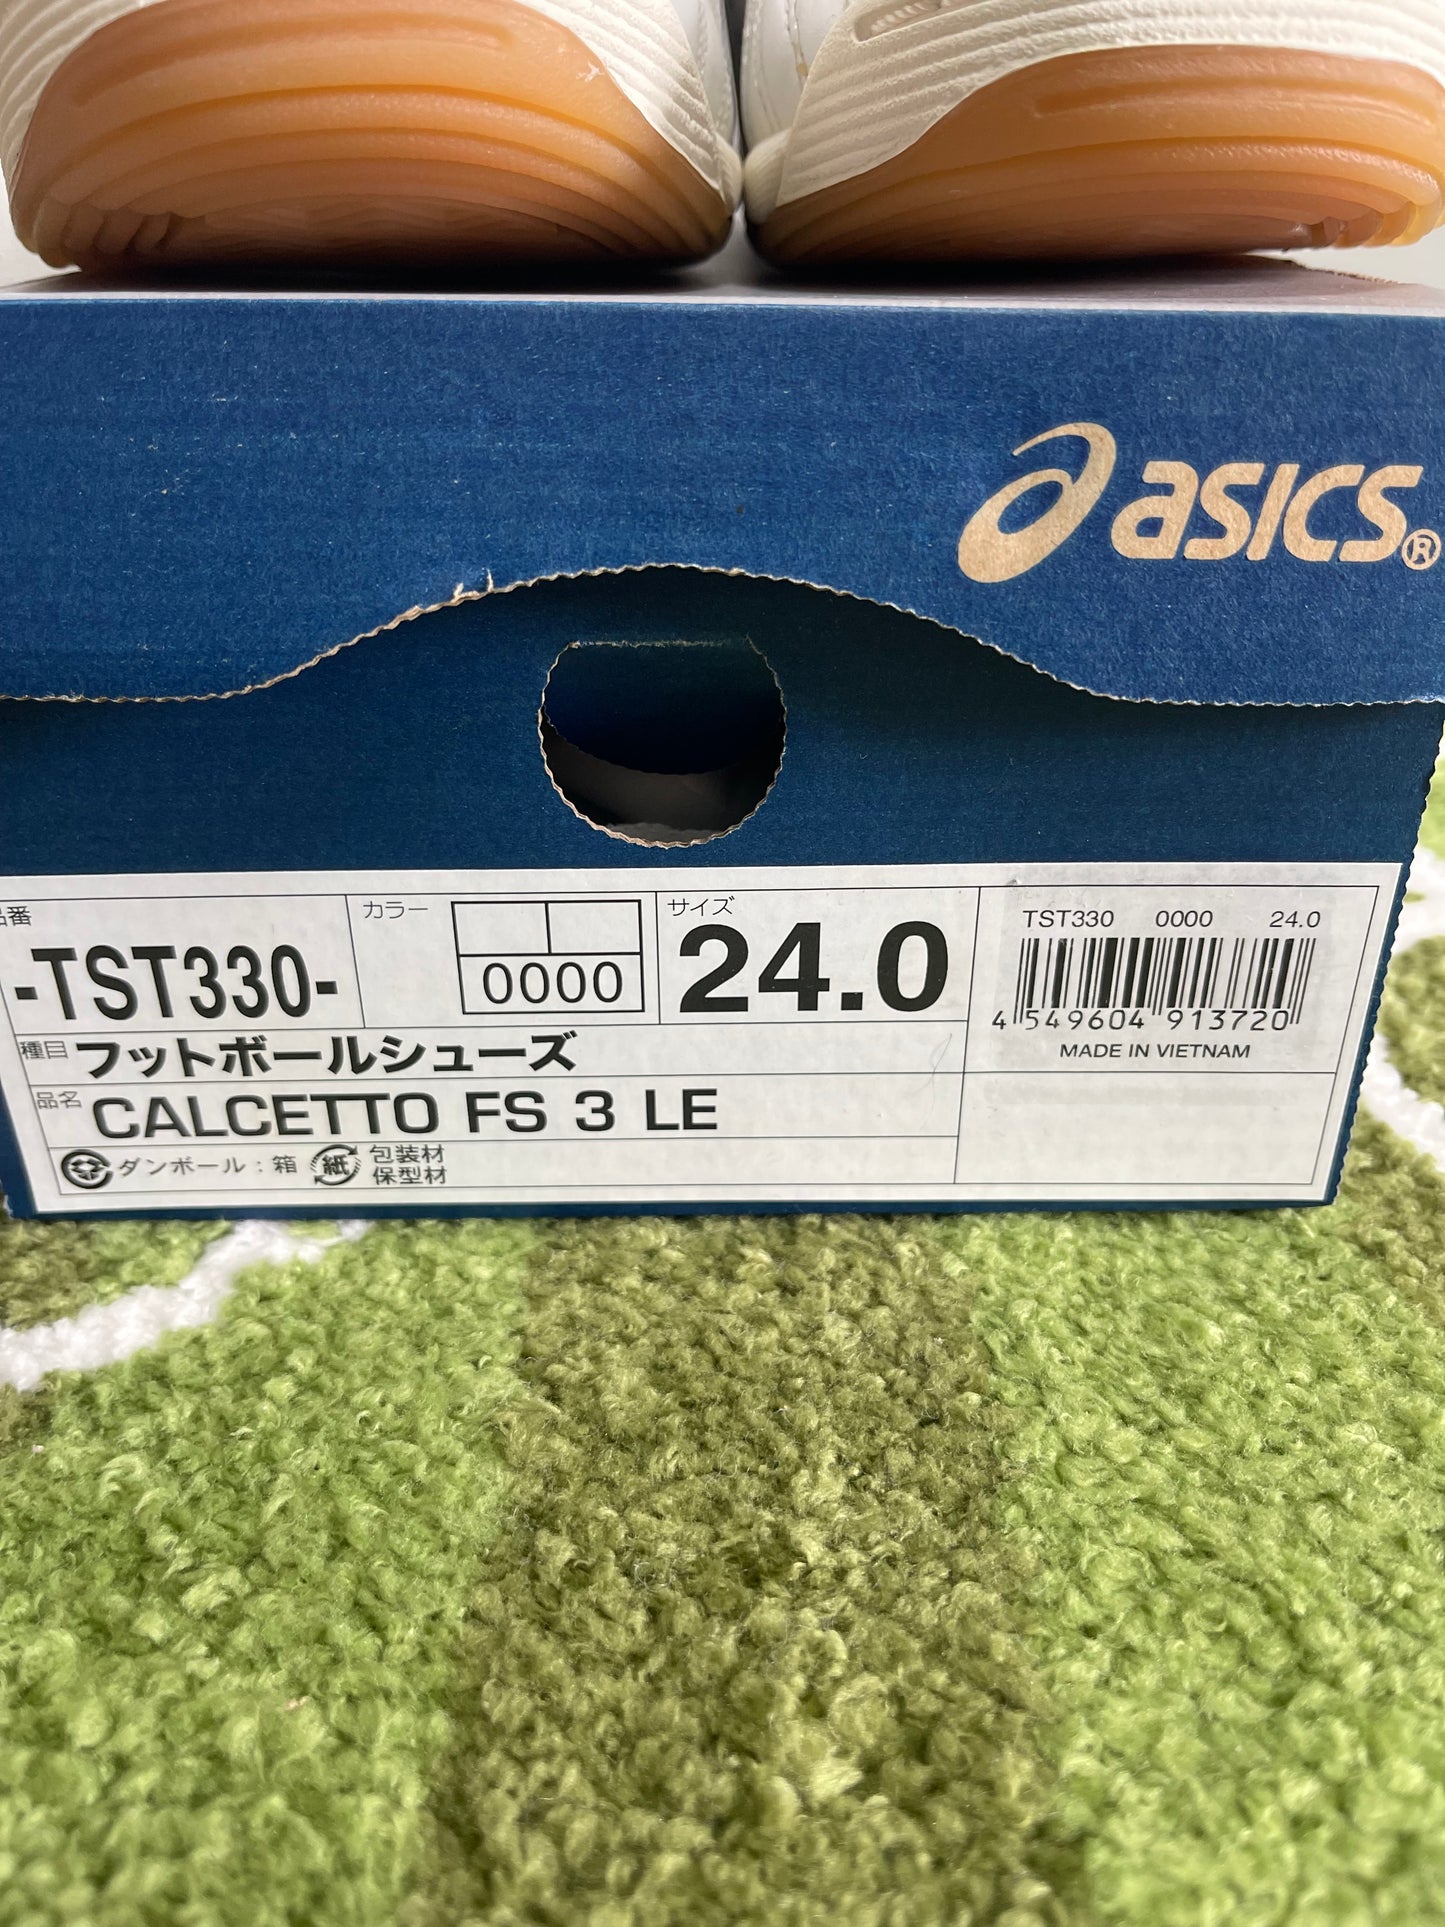 asics®
品番
-TST330-
カラー
0000
サイズ
24.0
種目 フットボールシューズ
品名 CALCETTO FS 3 LE
ダンボール：箱 紙 包装材
保型材
TST330 0000 24.0
4 549604 913720
MADE IN VIETNAM